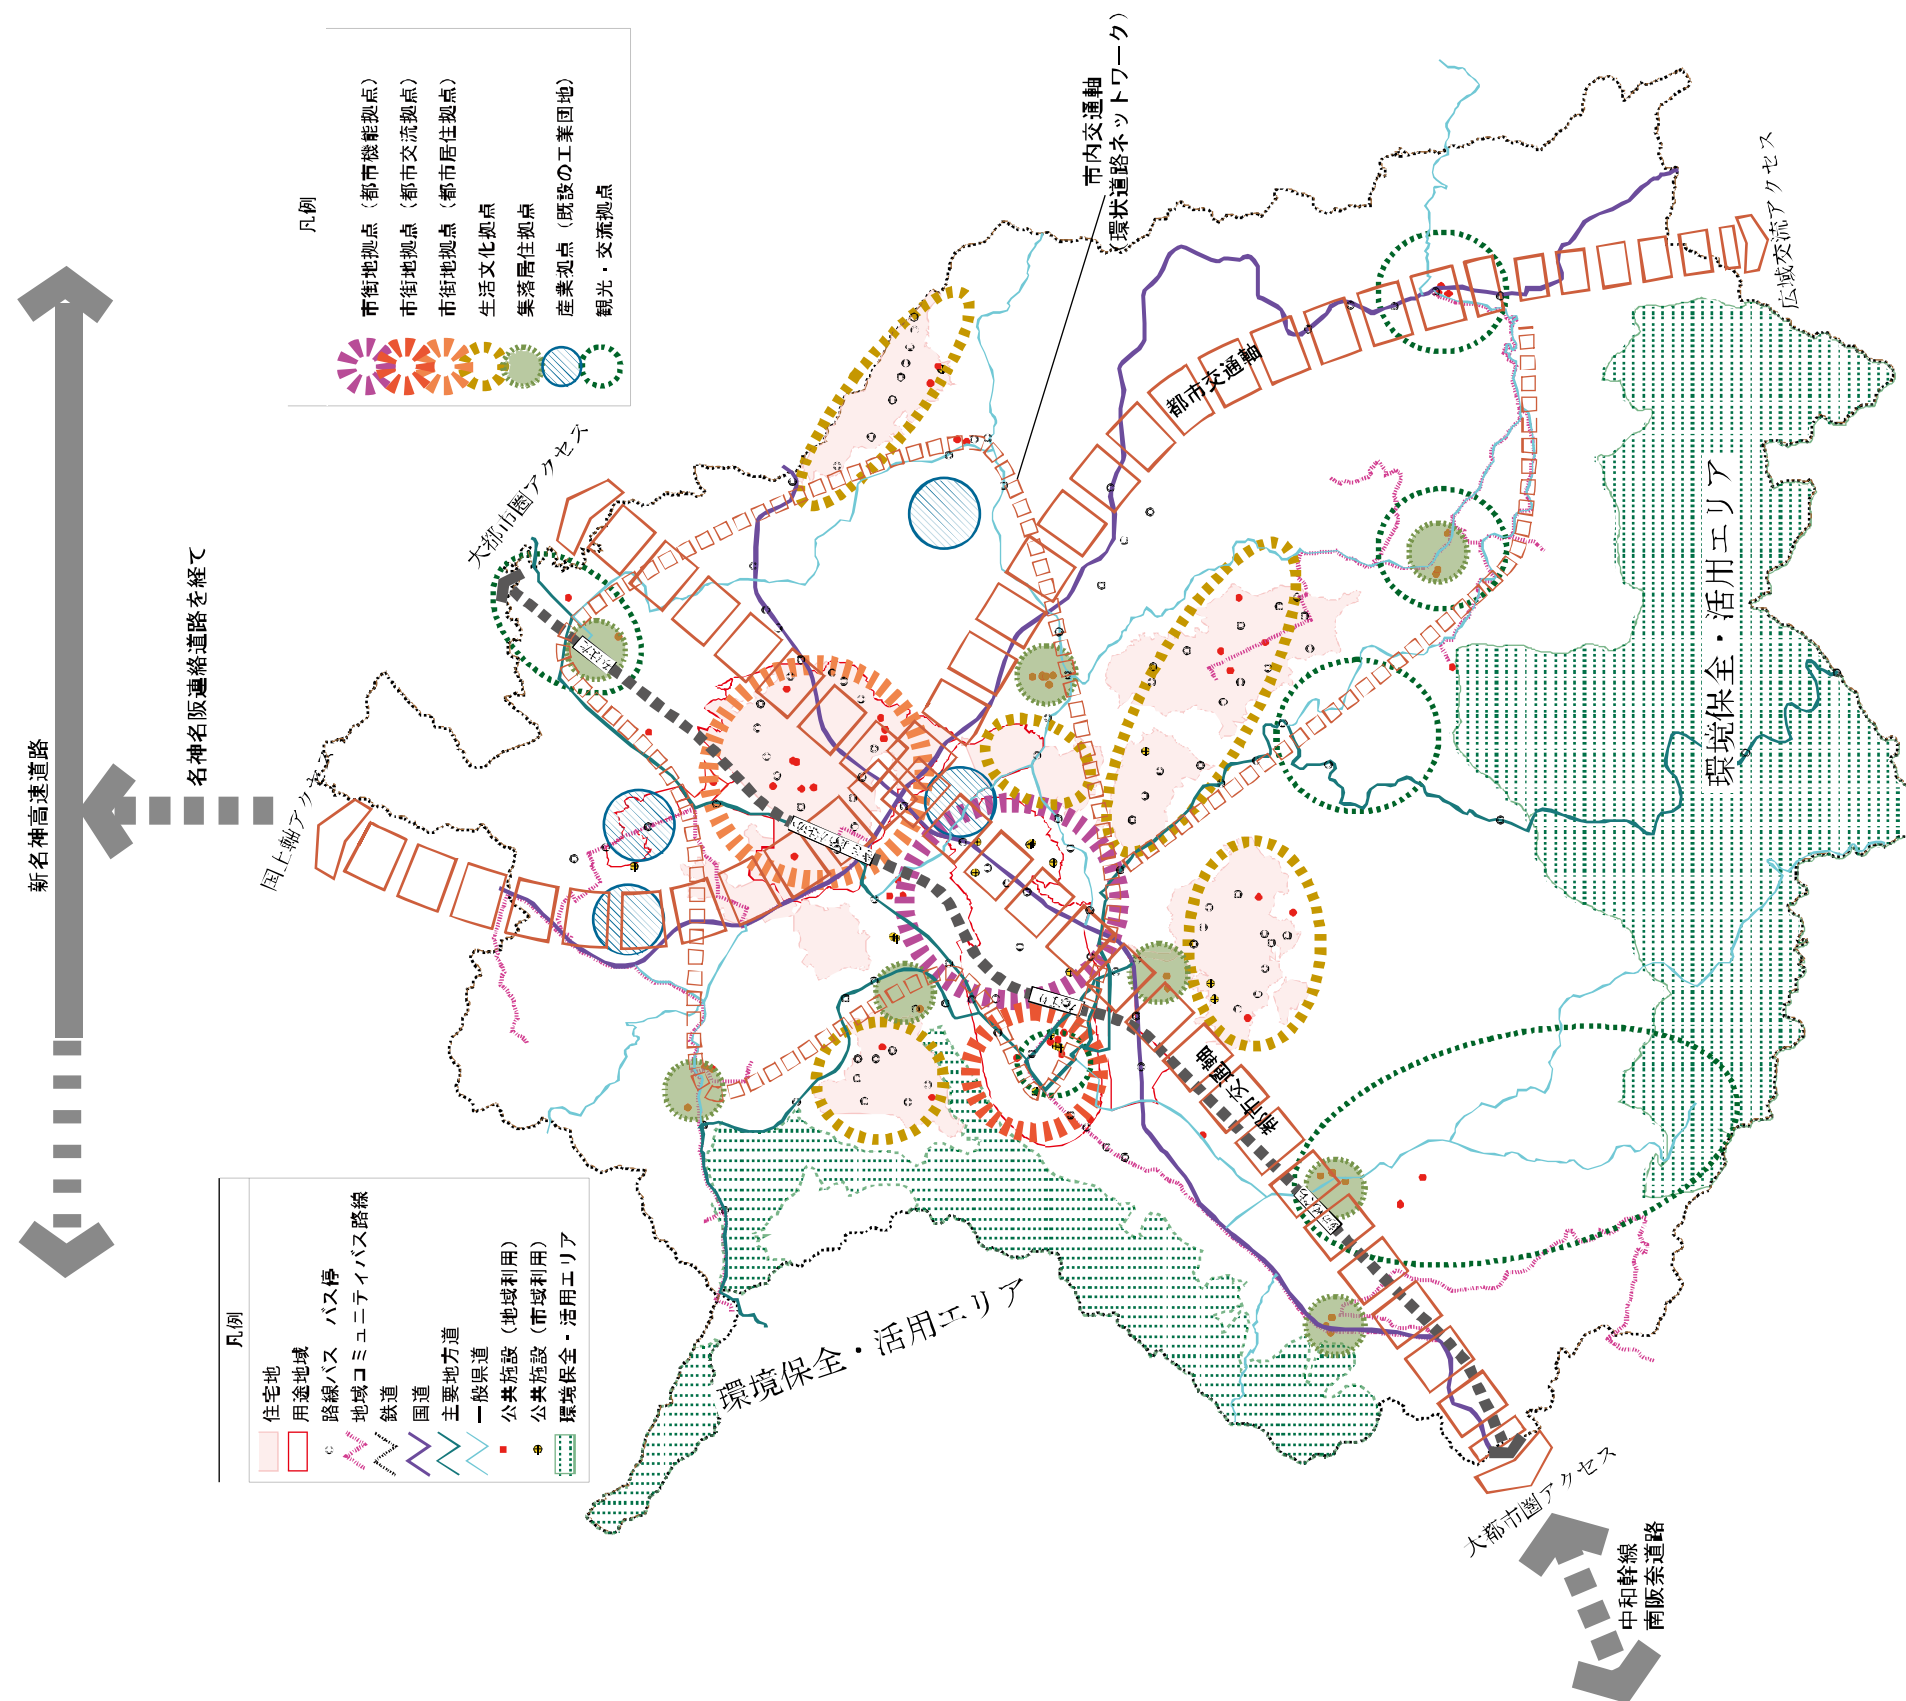 新名神高速道路
名神名阪連絡道路を経て
凡例
市街地拠点（都市機能拠点）
市街地拠点（都市交流拠点）
市街地拠点（都市居住拠点）
生活文化拠点
集落居住拠点
産業拠点（既設の工業団地）
観光・交流拠点
国土軸アクセス
大都市圏アクセス
市内交通軸
（環状道路ネットワーク）
都市交通軸
広域交流アクセス
環境保全・活用エリア
都市交通軸
環境保全・活用エリア
大都市圏アクセス
中和幹線
南阪奈道路
凡例
住宅地
用途地域
路線バス　バス停
地域コミュニティバス路線
鉄道
国道
主要地方道
一般県道
公共施設（地域利用）
公共施設（市域利用）
環境保全・活用エリア